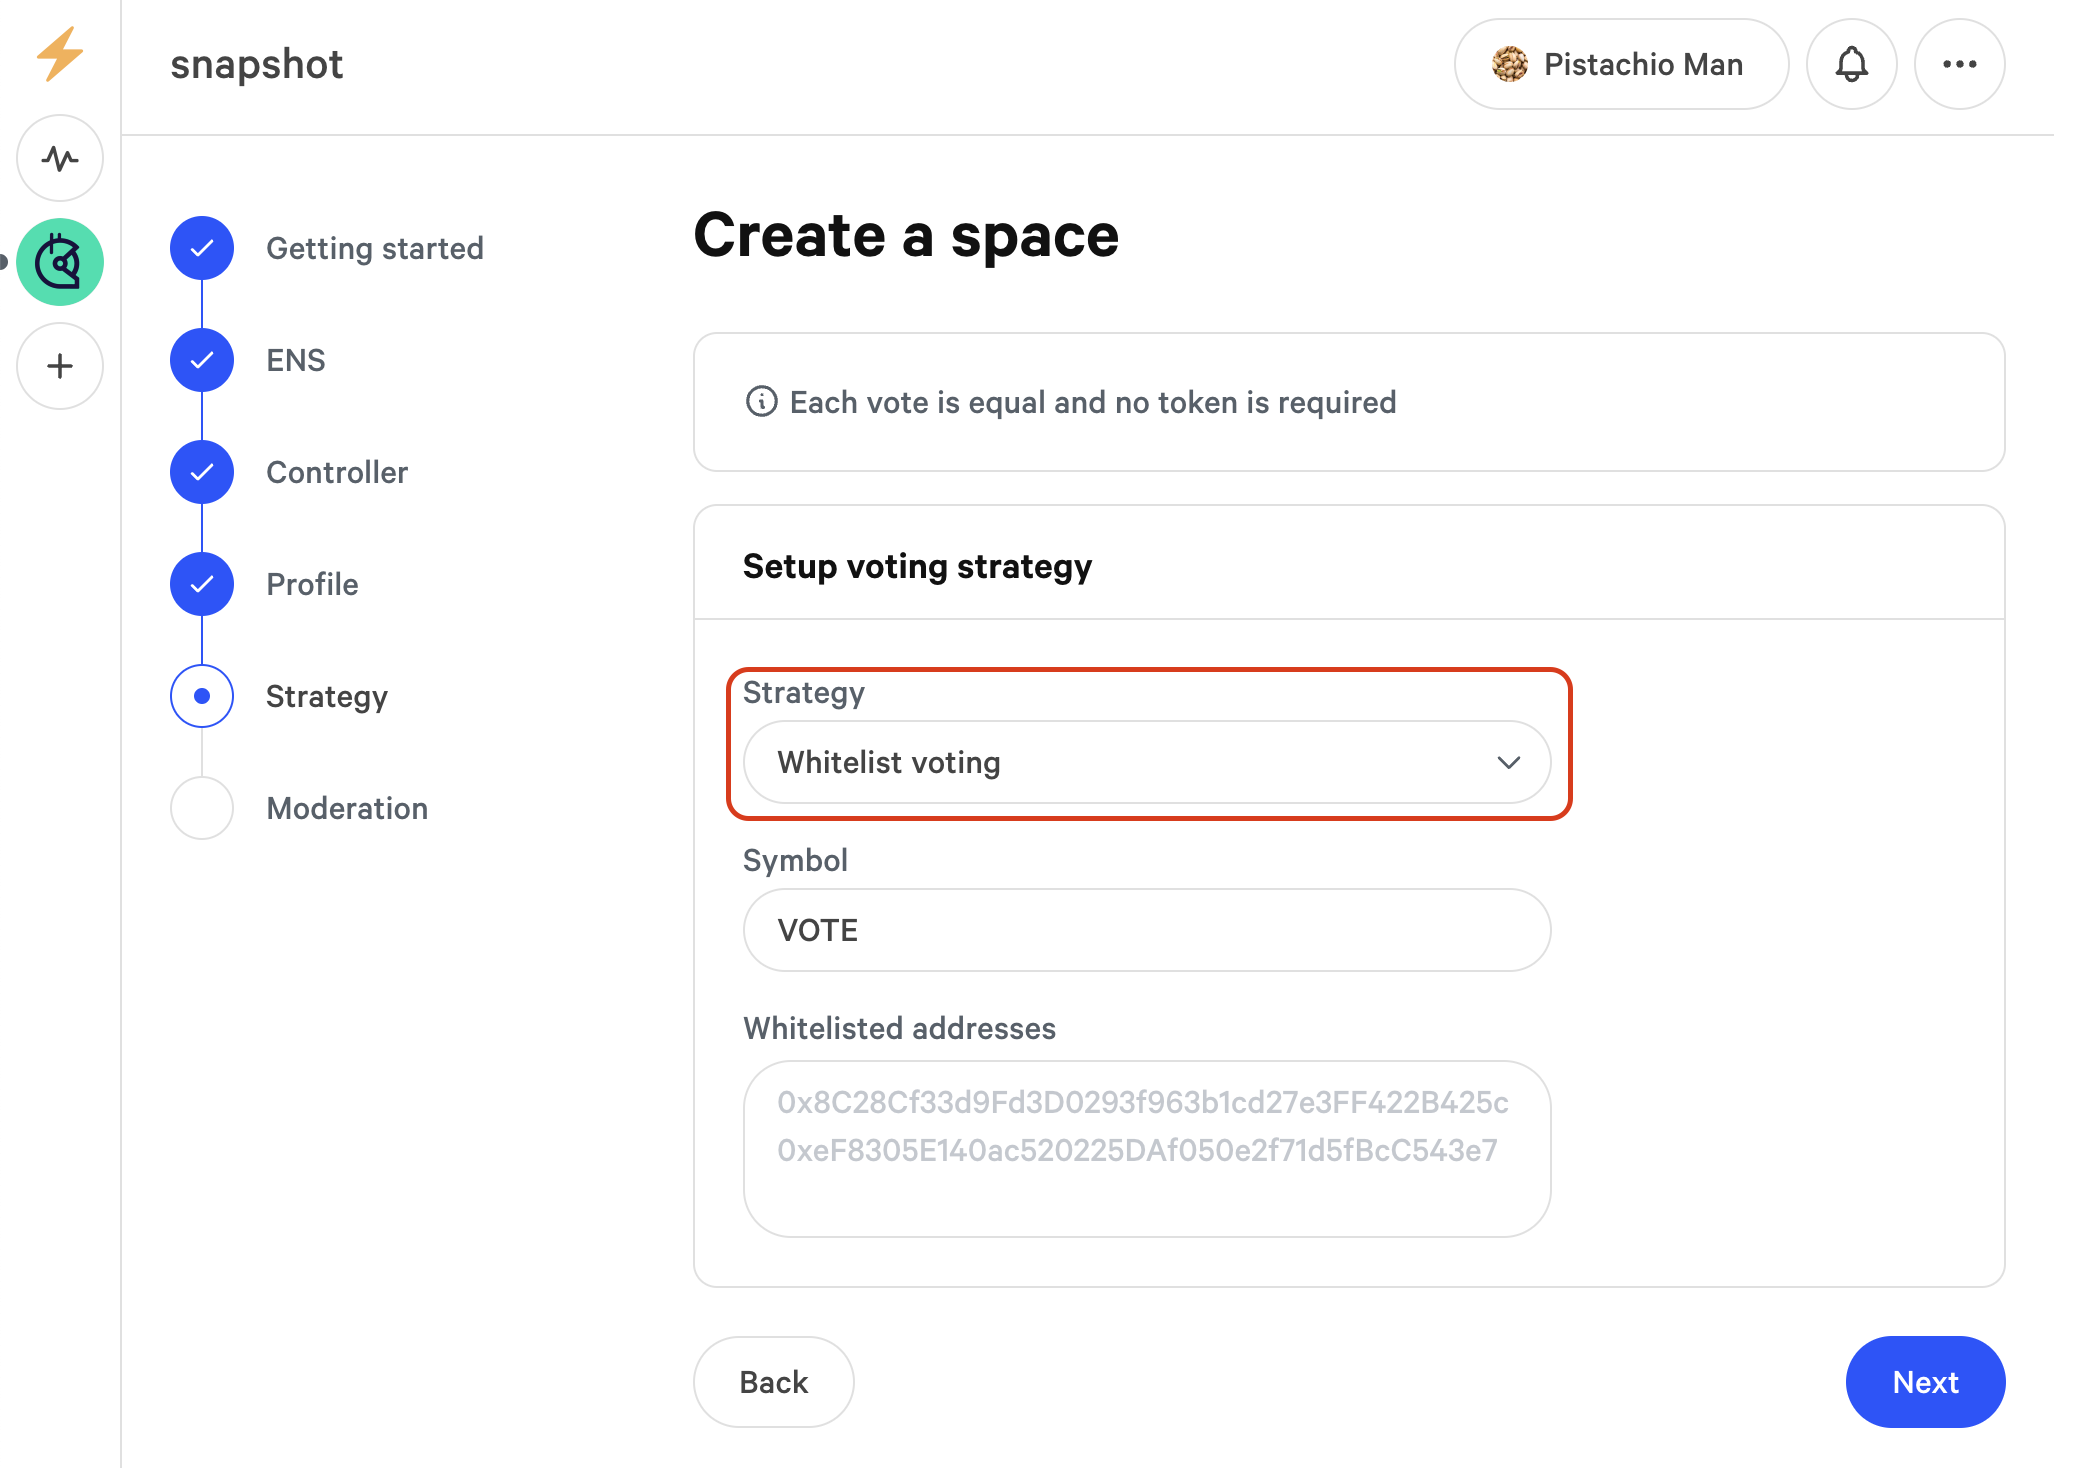 snapshot
Pistachio Man
Getting started
ENS
Controller
Profile
Strategy
Moderation
Create a space
Each vote is equal and no token is required
Setup voting strategy
Strategy
Whitelist voting
Symbol
VOTE
Whitelisted addresses
0x8C28Cf33d9Fd3D0293f963b1cd27e3FF422B425c
0xeF8305E140ac520225DAf050e2f71d5fBcC543e7
Back
Next